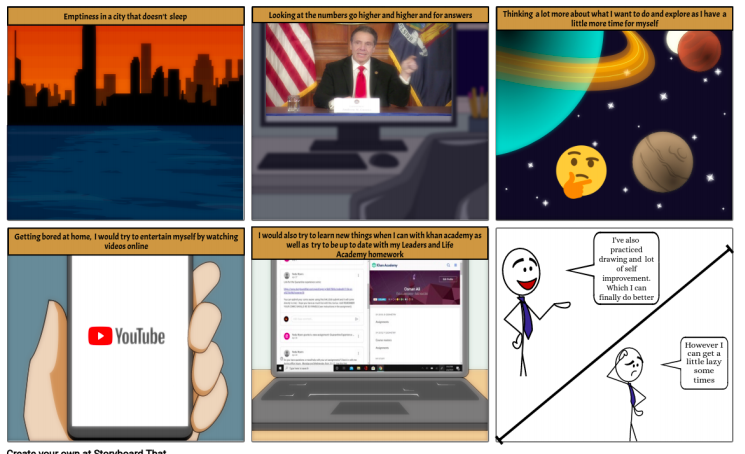 Emptiness in a city that doesn't sleep
Looking at the numbers go higher and higher and for answers
Thinking a lot more about what I want to do and explore as I have a
little more time for myself
Getting bored at home, I would try to entertain myself by watching
videos online
YouTube
I would also try to learn new things when I can with khan academy as
well as try to be up to date with my Leaders and Life
Academy homework
Khan Academy
I've also
practiced
drawing and lot
of self
improvement.
Which I can
finally do better
However I
can get a
little lazy
some
times
Create your own at Storyboard That